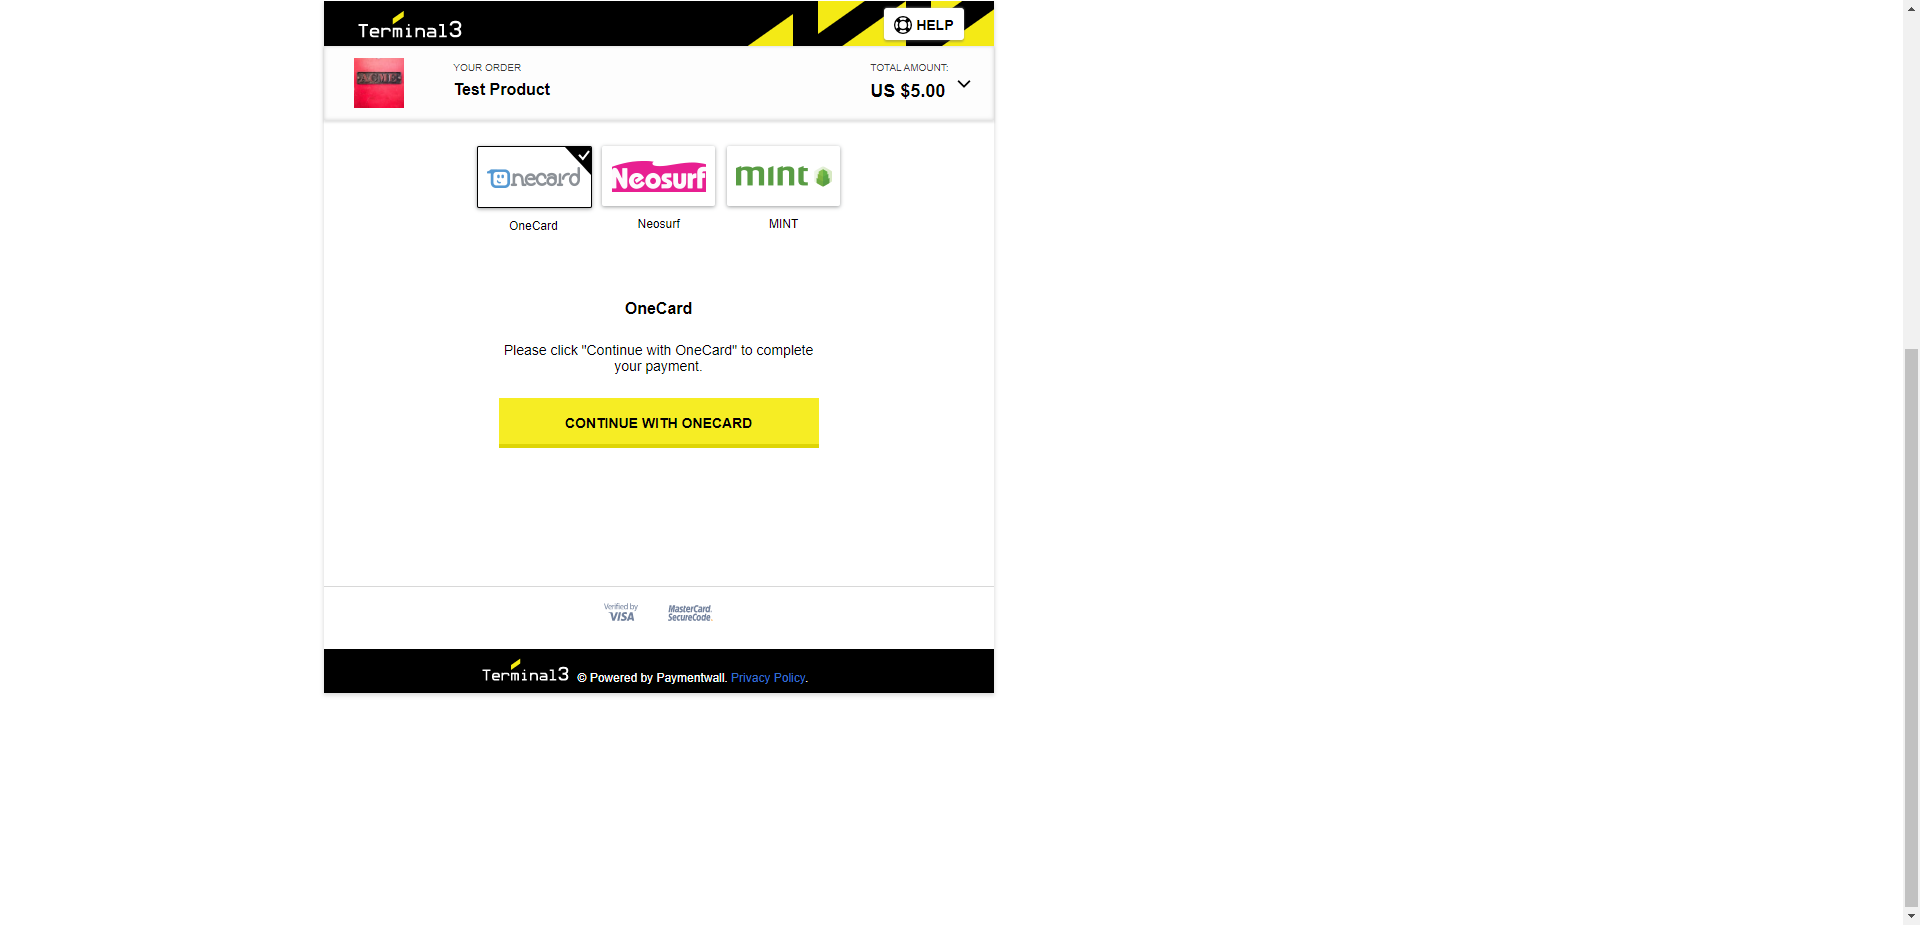 Terminal3
HELP
ACME
YOUR ORDER
Test Product
TOTAL AMOUNT:
US $5.00
Onecard
Neosurf
mint
OneCard
Neosurf
MINT
OneCard
Please click "Continue with OneCard" to complete
your payment.
CONTINUE WITH ONECARD
Verified by
VISA
MasterCard.
SecureCode.
Terminal3 © Powered by Paymentwall. Privacy Policy.